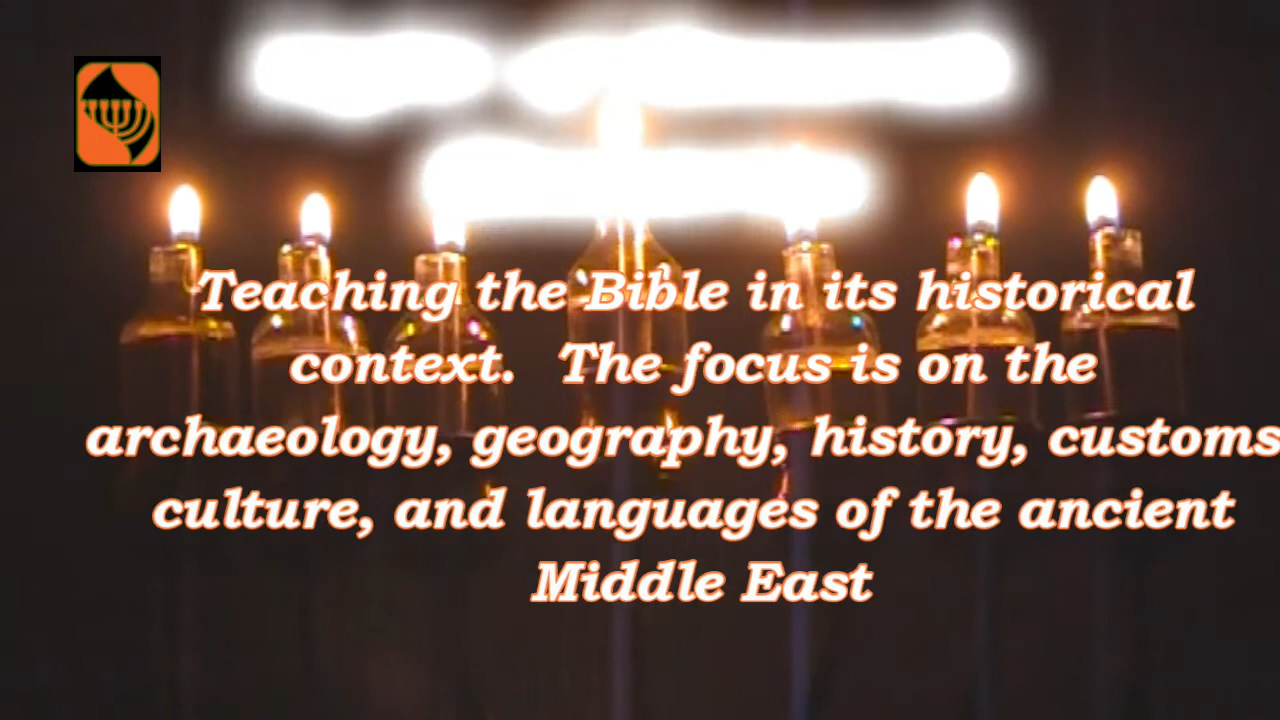 Teaching the Bible in its historical
context. The focus is on the
archaeology, geography, history, customs
culture, and languages of the ancient
Middle East